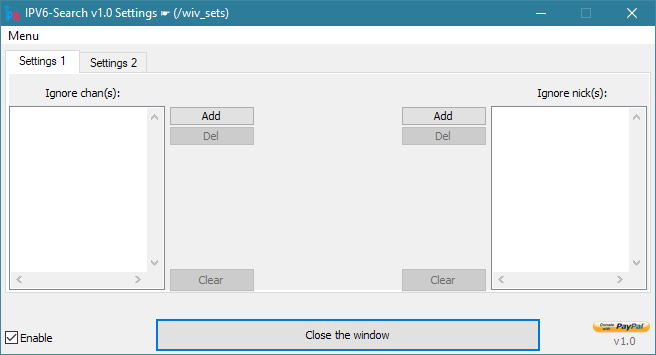 IPV6-Search v1.0 Settings ☛ (/wiv_sets)
Menu
Settings 1 Settings 2
Ignore chan(s): Ignore nick(s):
Add Add
Del Del
Clear Clear
Enable Close the window Donate with PayPal
v1.0